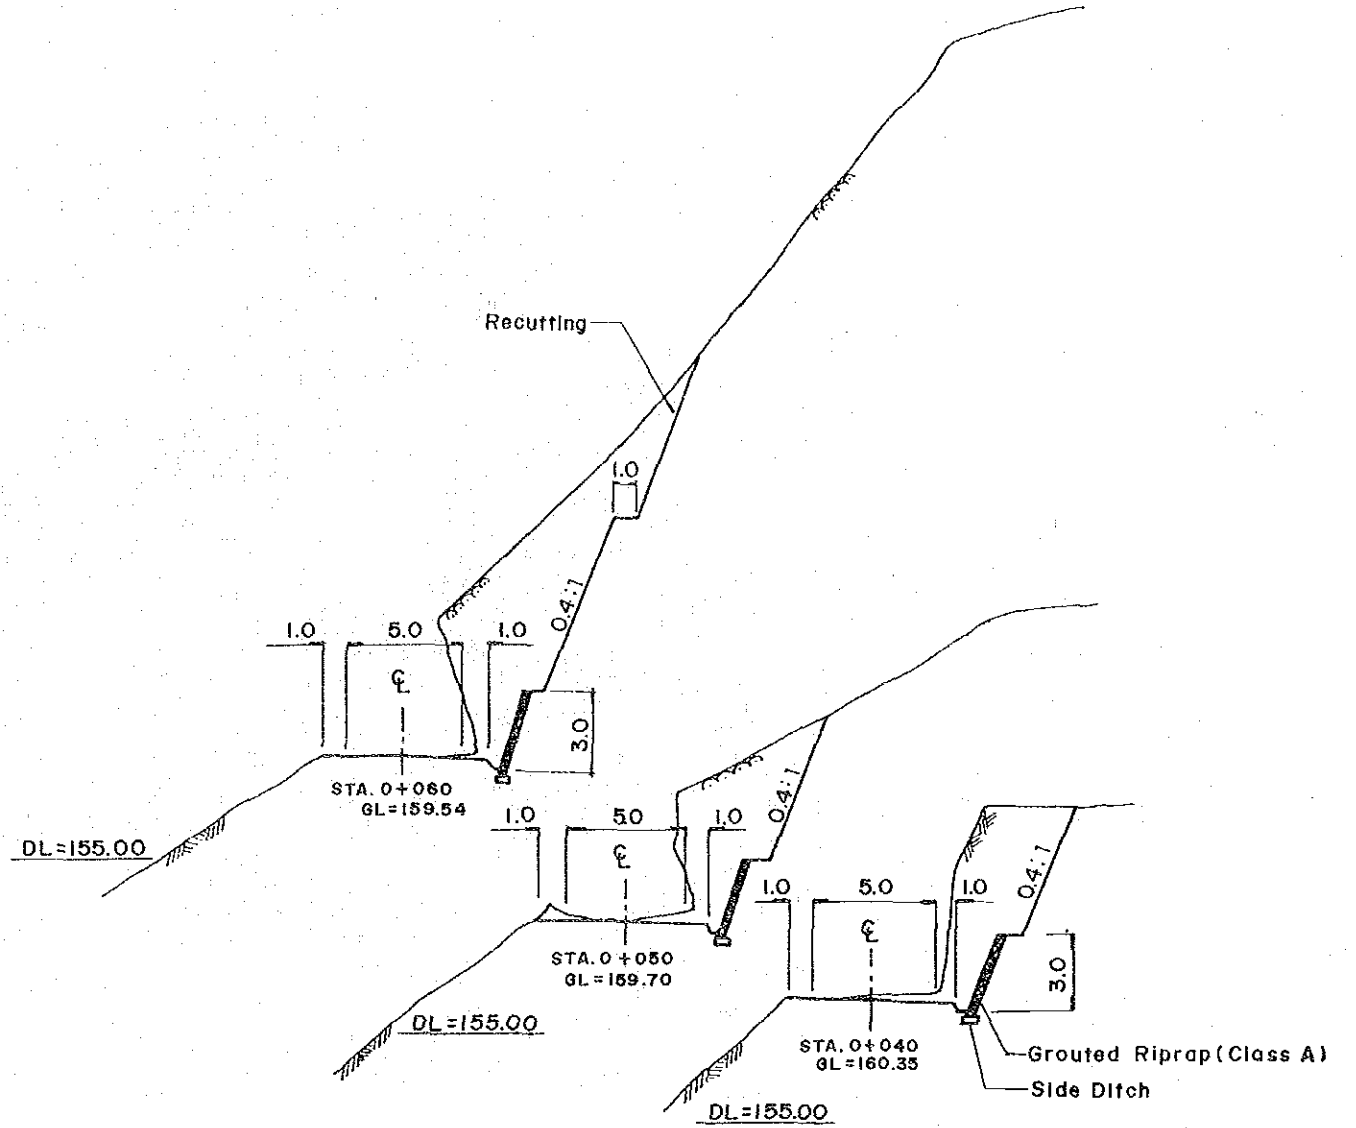 Recutting
1.0
0.4:1
1.0 5.0 1.0
℄
3.0
STA. 0+060
GL=159.54
DL=155.00
1.0 5.0 1.0
℄
0.4:1
STA. 0+050
GL=159.70
DL=155.00
1.0 5.0 1.0
℄
0.4:1
3.0
STA. 0+040
GL=160.35
Grouted Riprap (Class A)
Side Ditch
DL=155.00